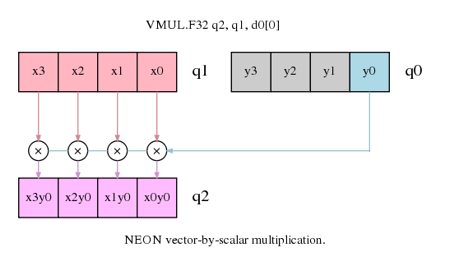 VMUL.F32 q2, q1, d0[0]
x3 x2 x1 x0 q1 y3 y2 y1 y0 q0
× × × ×
x3y0 x2y0 x1y0 x0y0 q2
NEON vector-by-scalar multiplication.